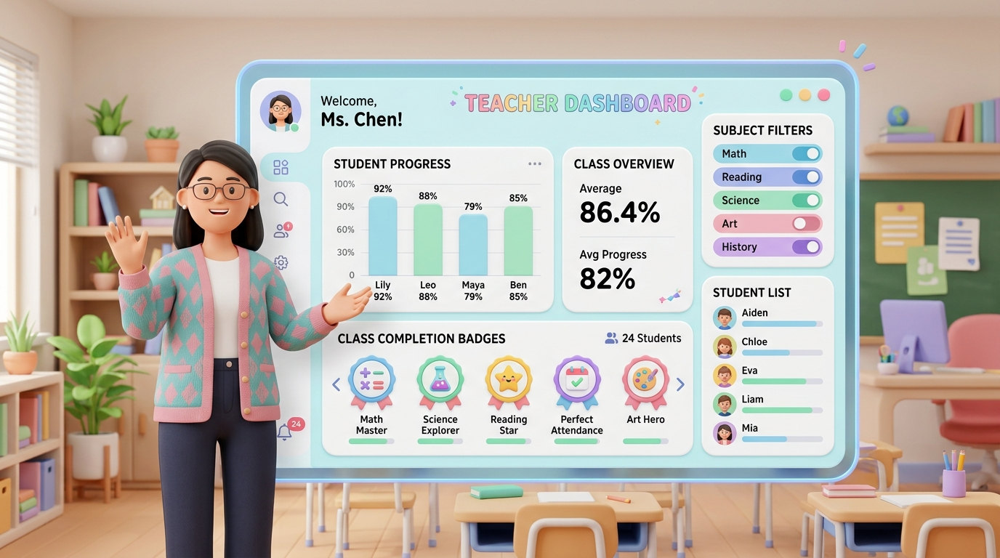 Welcome,
Ms. Chen!
TEACHER DASHBOARD
STUDENT PROGRESS
100%
90%
60%
30%
0
92%
88%
79%
85%
Lily
92%
Leo
88%
Maya
79%
Ben
85%
CLASS OVERVIEW
Average
86.4%
Avg Progress
82%
SUBJECT FILTERS
Math
Reading
Science
Art
History
STUDENT LIST
Aiden
Chloe
Eva
Liam
Mia
CLASS COMPLETION BADGES
24 Students
Math
Master
Science
Explorer
Reading
Star
Perfect
Attendance
Art Hero
24